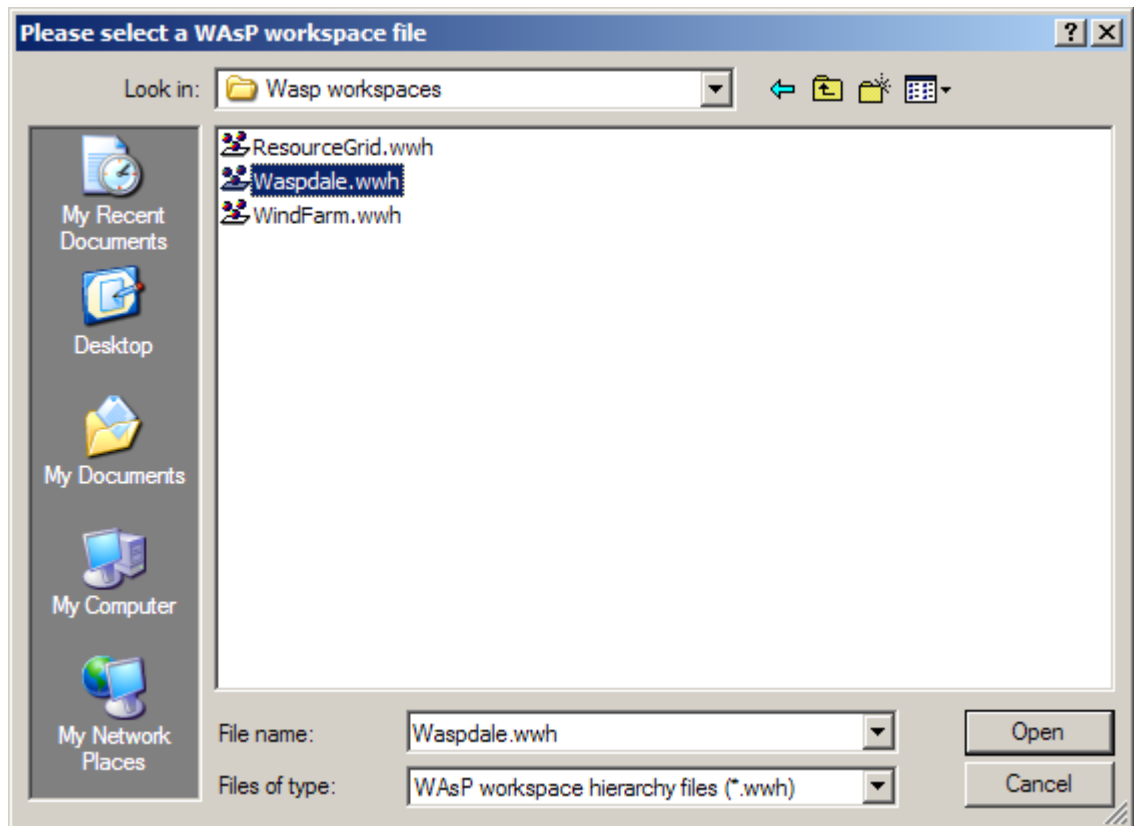 Please select a WAsP workspace file
Look in:
Wasp workspaces
My Recent
Documents
Desktop
My Documents
My Computer
My Network
Places
ResourceGrid.wwh
Waspdale.wwh
WindFarm.wwh
File name:
Waspdale.wwh
Open
Files of type:
WAsP workspace hierarchy files (*.wwh)
Cancel